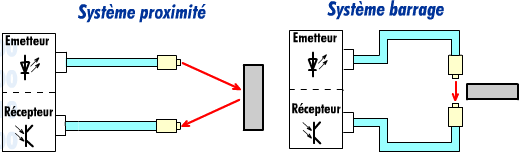 Système proximité
Emetteur
Récepteur
Système barrage
Emetteur
Récepteur